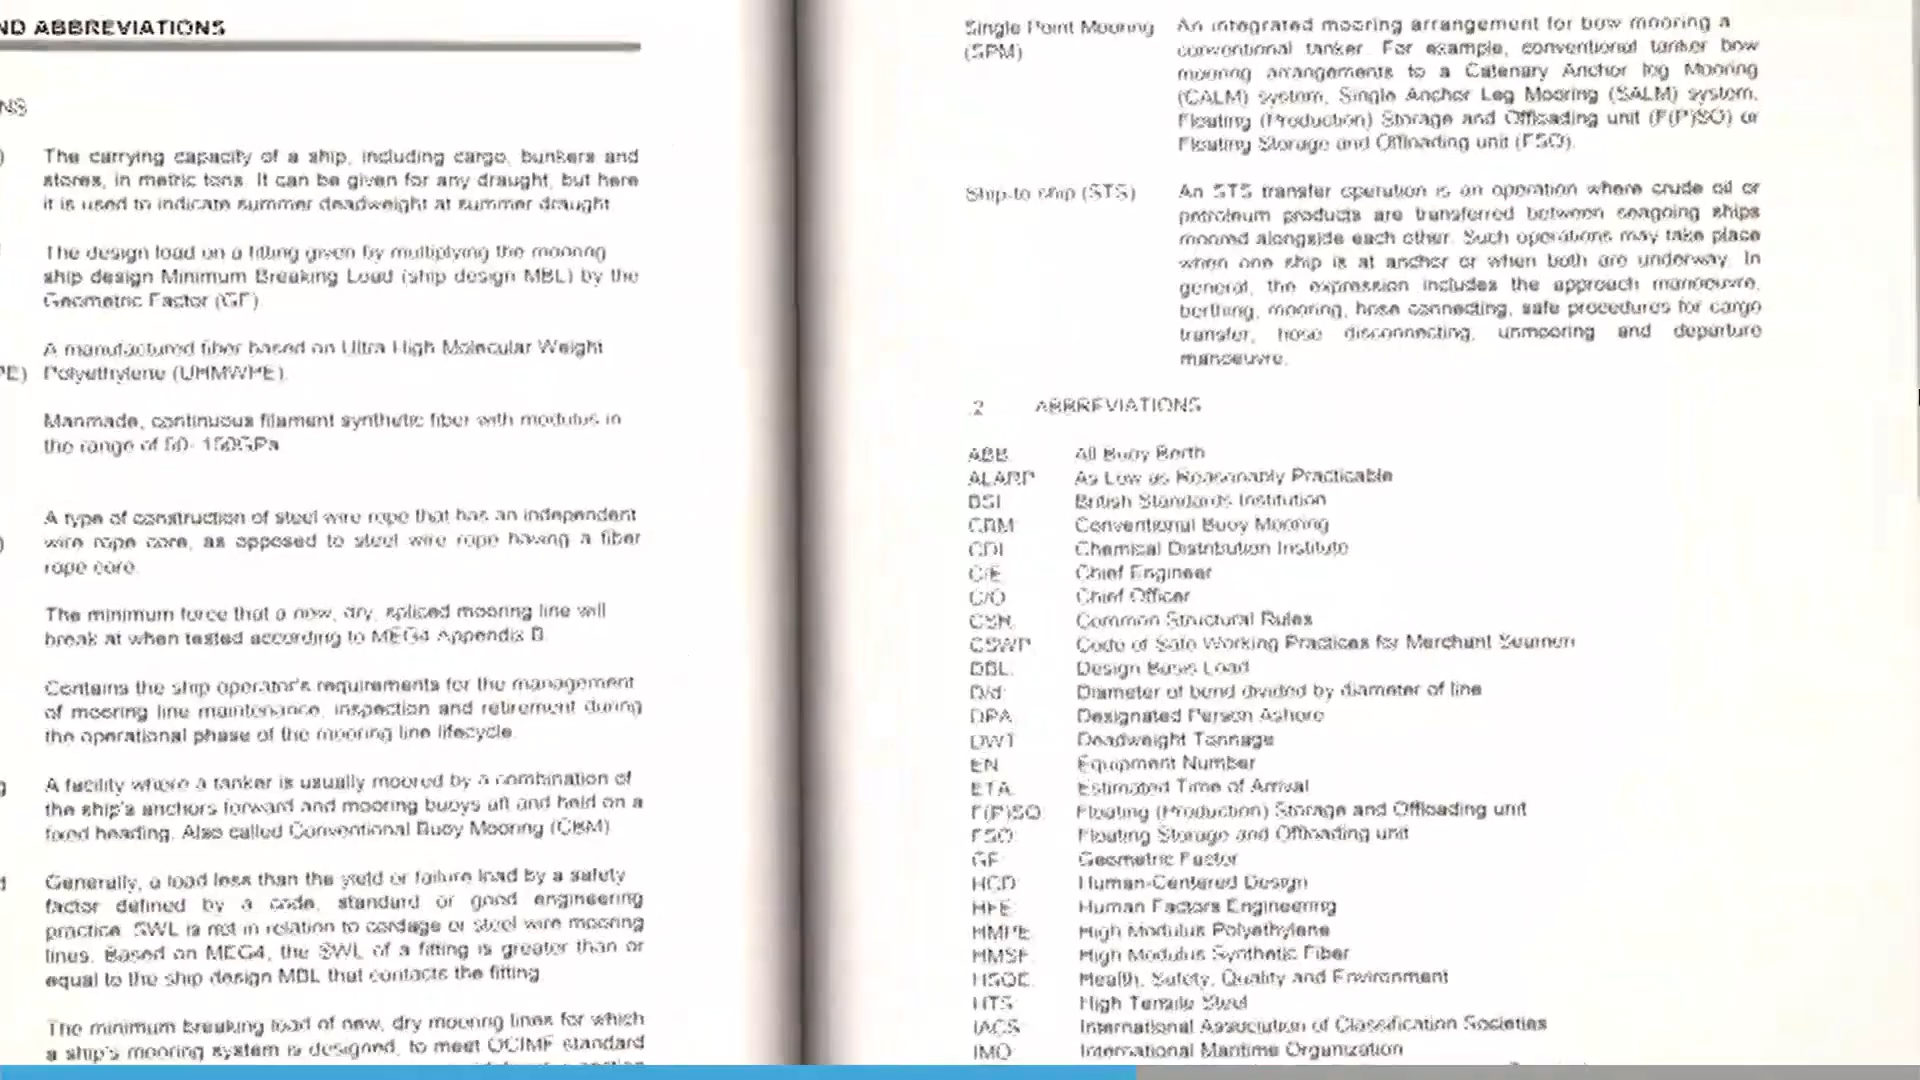 ND ABBREVIATIONS
NS
)
The carrying capacity of a ship, including cargo, bunkers and
stores, in metric tons. It can be given for any draught, but here
it is used to indicate summer deadweight at summer draught
The design load on a fitting given by multiplying the mooring
ship design Minimum Breaking Load (ship design MBL) by the
Geometric Factor (GF)
A manufactured fiber based on Ultra High Molecular Weight
PE) Polyethylene (UHMWPE)
Manmade, continuous filament synthetic fiber with modulus in
the range of 50- 150GPa
A type of construction of steel wire rope that has an independent
) wire rope core, as opposed to steel wire rope having a fiber
rope core.
The minimum force that a new, dry, spliced mooring line will
break at when tested according to MEG4 Appendix B
Contains the ship operator's requirements for the management
of mooring line maintenance, inspection and retirement during
the operational phase of the mooring line lifecycle.
g A facility where a tanker is usually moored by a combination of
the ship's anchors forward and mooring buoys aft and held on a
fixed heading. Also called Conventional Buoy Mooring (CBM)
d Generally, a load less than the yield or failure load by a safety
factor defined by a code, standard or good engineering
practice. SWL is not in relation to cordage or steel wire mooring
lines. Based on MEG4, the SWL of a fitting is greater than or
equal to the ship design MBL that contacts the fitting
The minimum breaking load of new, dry mooring lines for which
a ship's mooring system is designed, to meet OCIMF standard
Single Point Mooring An integrated mooring arrangement for bow mooring a
(SPM) conventional tanker. For example, conventional tanker bow
mooring arrangements to a Catenary Anchor leg Mooring
(CALM) system, Single Anchor Leg Mooring (SALM) system,
Floating (Production) Storage and Offloading unit (F(P)SO) or
Floating Storage and Offloading unit (FSO).
Ship-to ship (STS) An STS transfer operation is an operation where crude oil or
petroleum products are transferred between seagoing ships
moored alongside each other. Such operations may take place
when one ship is at anchor or when both are underway. In
general, the expression includes the approach manoeuvre,
berthing, mooring, hose connecting, safe procedures for cargo
transfer, hose disconnecting, unmooring and departure
manoeuvre.
.2 ABBREVIATIONS
ABB All Buoy Berth
ALARP As Low as Reasonably Practicable
BSI British Standards Institution
CBM Conventional Buoy Mooring
CDI Chemical Distribution Institute
C/E Chief Engineer
C/O Chief Officer
CSR Common Structural Rules
CSWP Code of Safe Working Practices for Merchant Seamen
DBL Design Basis Load
D/d Diameter of bend divided by diameter of line
DPA Designated Person Ashore
DWT Deadweight Tonnage
EN Equipment Number
ETA Estimated Time of Arrival
F(P)SO Floating (Production) Storage and Offloading unit
FSO Floating Storage and Offloading unit
GF Geometric Factor
HCD Human-Centered Design
HFE Human Factors Engineering
HMPE High Modulus Polyethylene
HMSF High Modulus Synthetic Fiber
HSQE Health, Safety, Quality and Environment
HTS High Tensile Steel
IACS International Association of Classification Societies
IMO International Maritime Organization